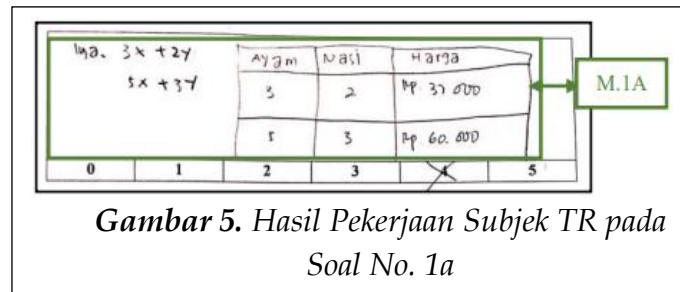 Iya. 3x + 2y
5x + 3y
Ayam Nasi Harga
3 2 Rp. 37 000
5 3 Rp 60.000
M.1A
0 1 2 3 4 5
Gambar 5. Hasil Pekerjaan Subjek TR pada
Soal No. 1a